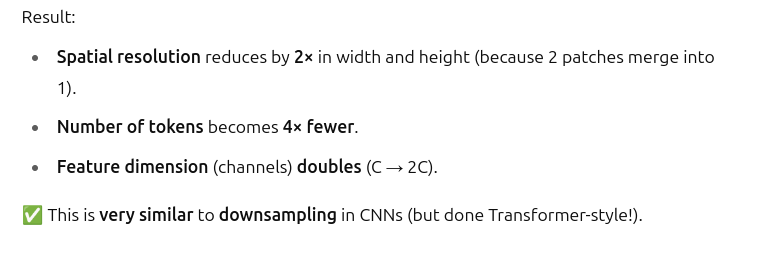 Result:
• Spatial resolution reduces by 2× in width and height (because 2 patches merge into
1).
• Number of tokens becomes 4× fewer.
• Feature dimension (channels) doubles (C → 2C).
✅ This is very similar to downsampling in CNNs (but done Transformer-style!).